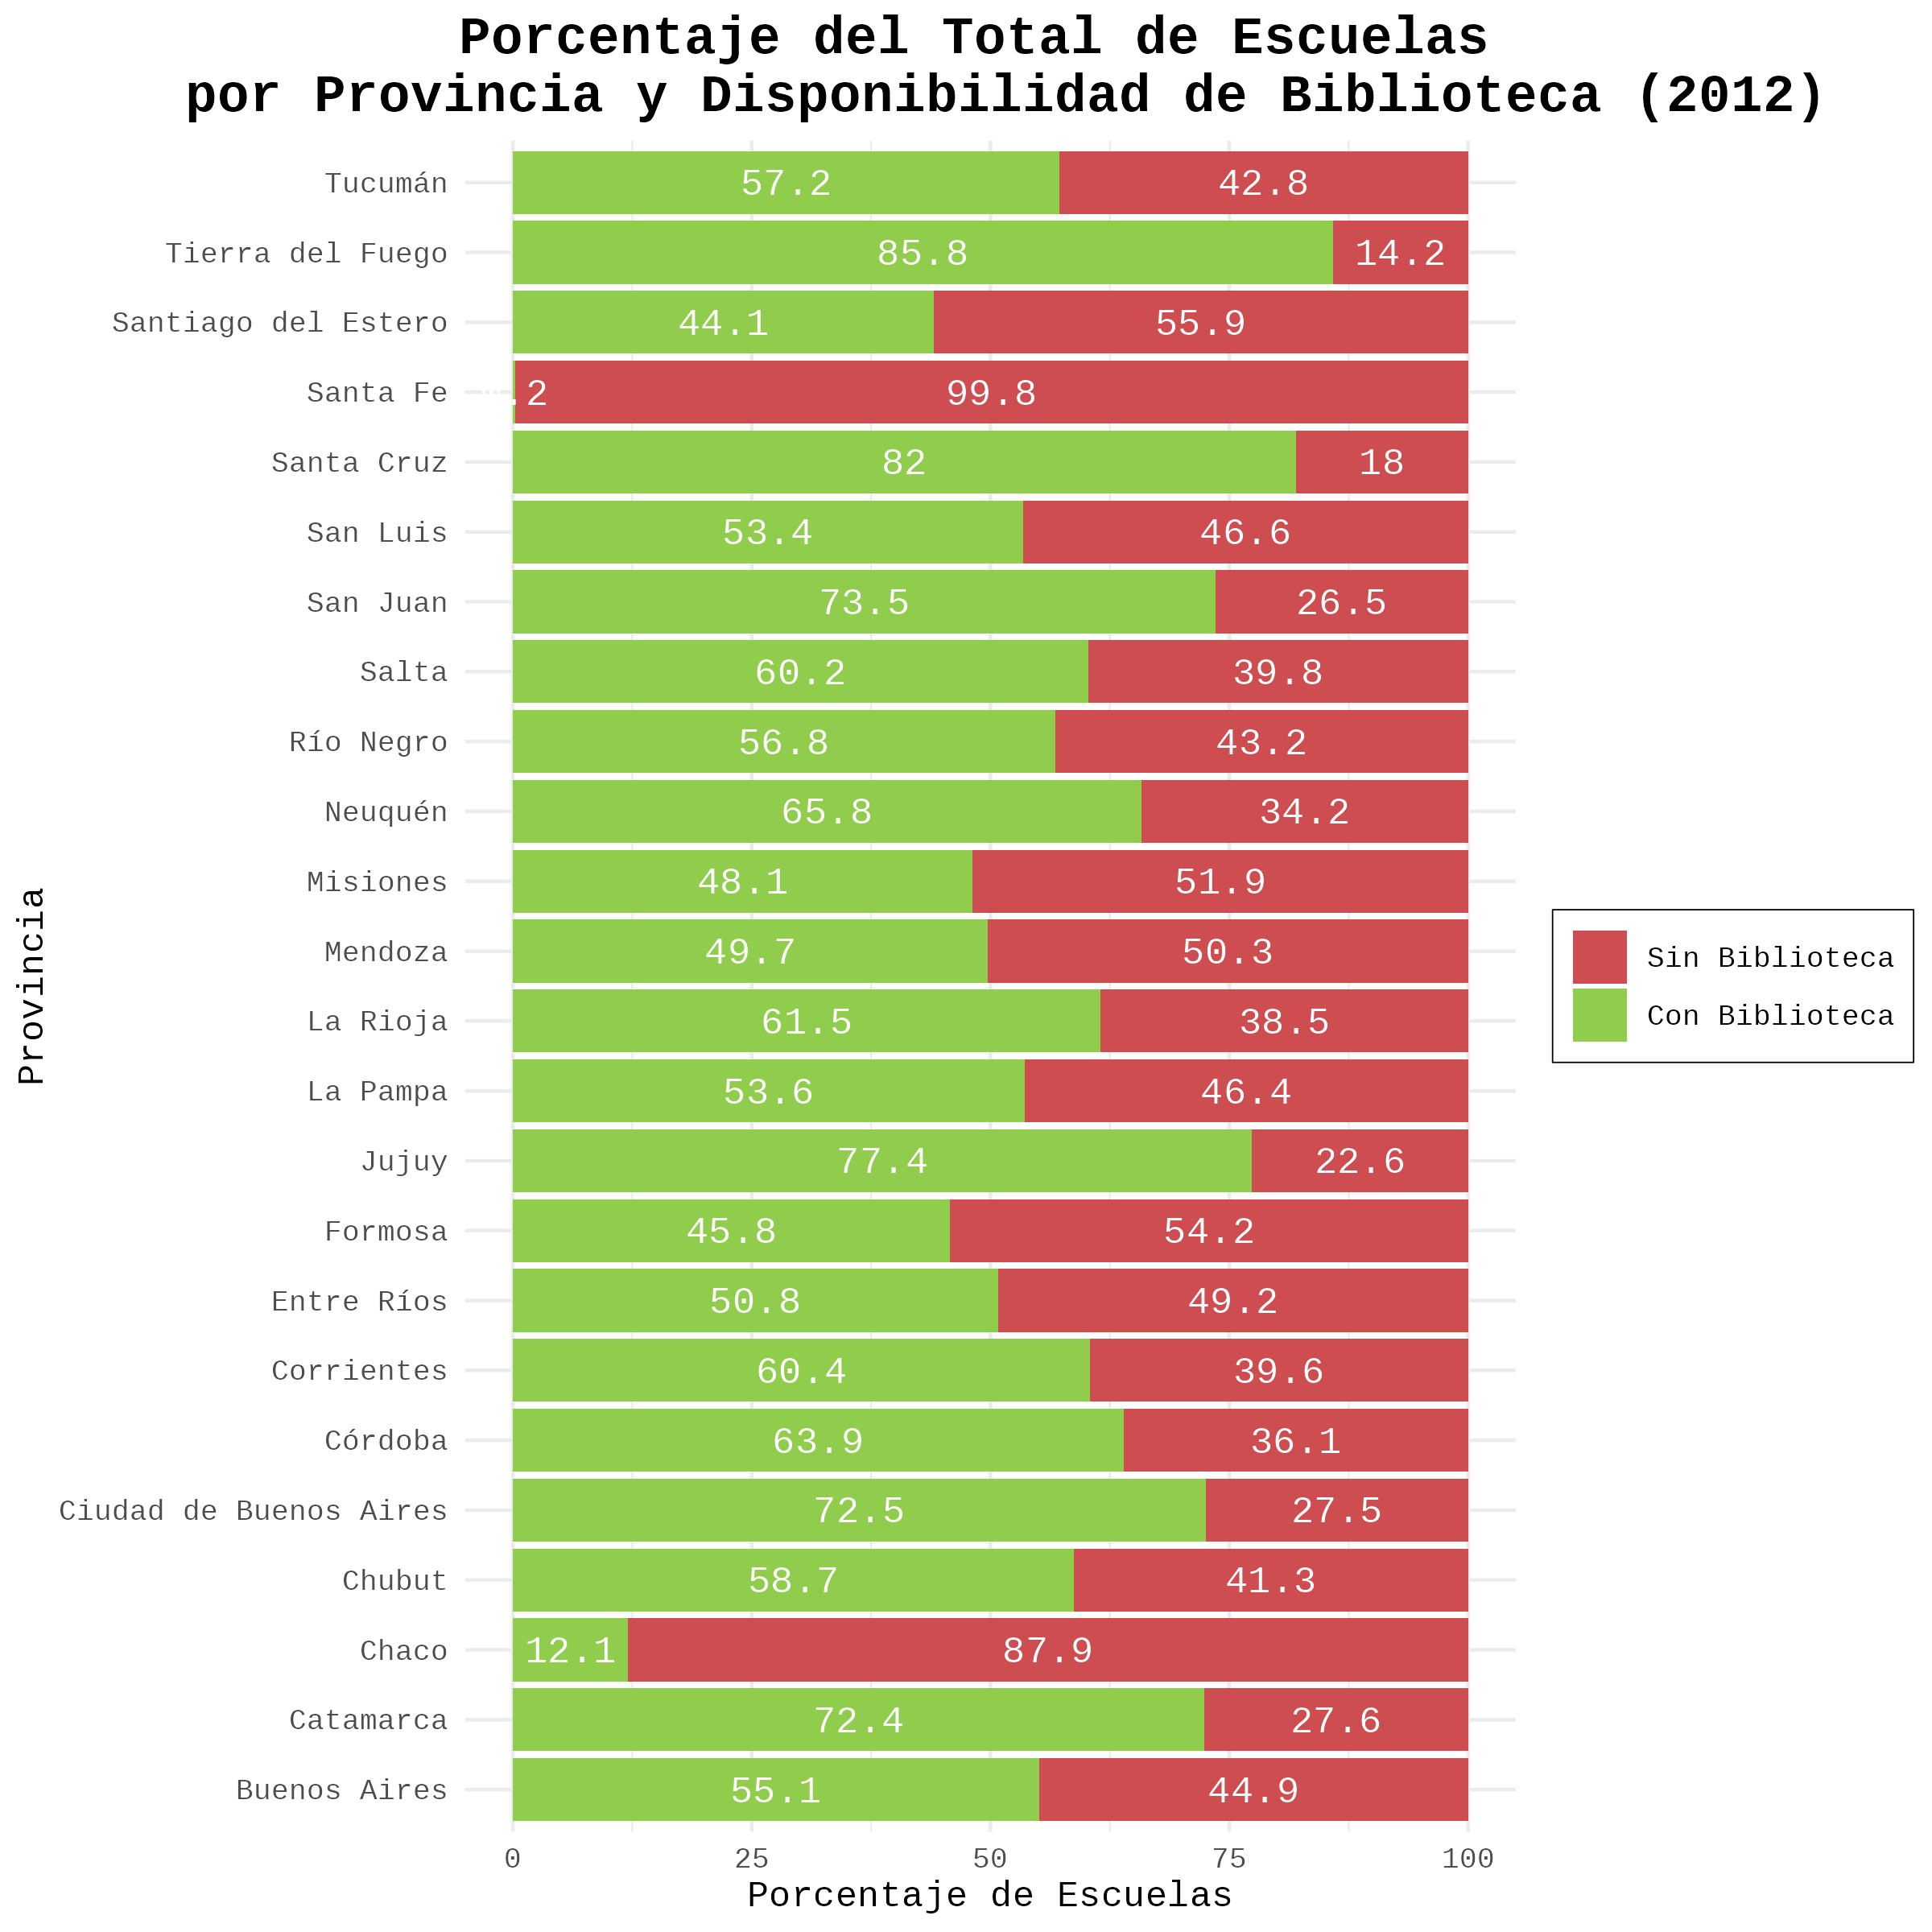 Porcentaje del Total de Escuelas
por Provincia y Disponibilidad de Biblioteca (2012)
Tucumán 57.2 42.8
Tierra del Fuego 85.8 14.2
Santiago del Estero 44.1 55.9
Santa Fe .2 99.8
Santa Cruz 82 18
San Luis 53.4 46.6
San Juan 73.5 26.5
Salta 60.2 39.8
Río Negro 56.8 43.2
Neuquén 65.8 34.2
Misiones 48.1 51.9
Mendoza 49.7 50.3
La Rioja 61.5 38.5
La Pampa 53.6 46.4
Jujuy 77.4 22.6
Formosa 45.8 54.2
Entre Ríos 50.8 49.2
Corrientes 60.4 39.6
Córdoba 63.9 36.1
Ciudad de Buenos Aires 72.5 27.5
Chubut 58.7 41.3
Chaco 12.1 87.9
Catamarca 72.4 27.6
Buenos Aires 55.1 44.9
0 25 50 75 100
Porcentaje de Escuelas
Provincia
Sin Biblioteca
Con Biblioteca